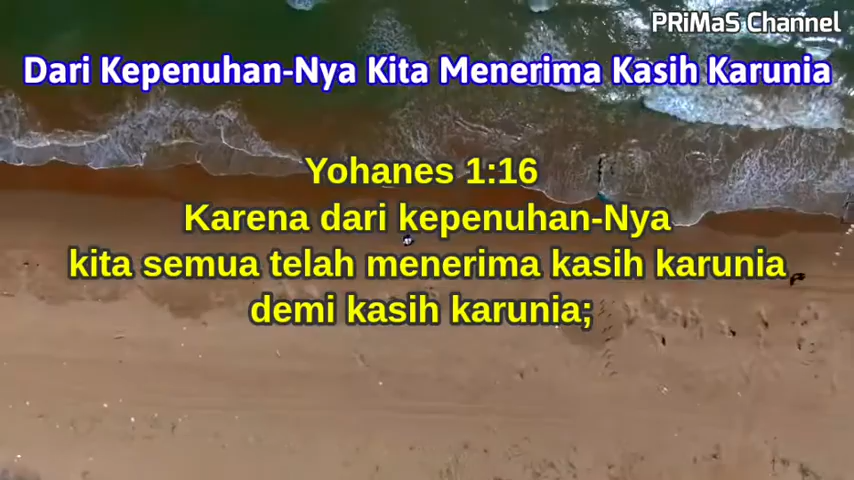 PRiMaS Channel
Dari Kepenuhan-Nya Kita Menerima Kasih Karunia
Yohanes 1:16
Karena dari kepenuhan-Nya
kita semua telah menerima kasih karunia
demi kasih karunia;